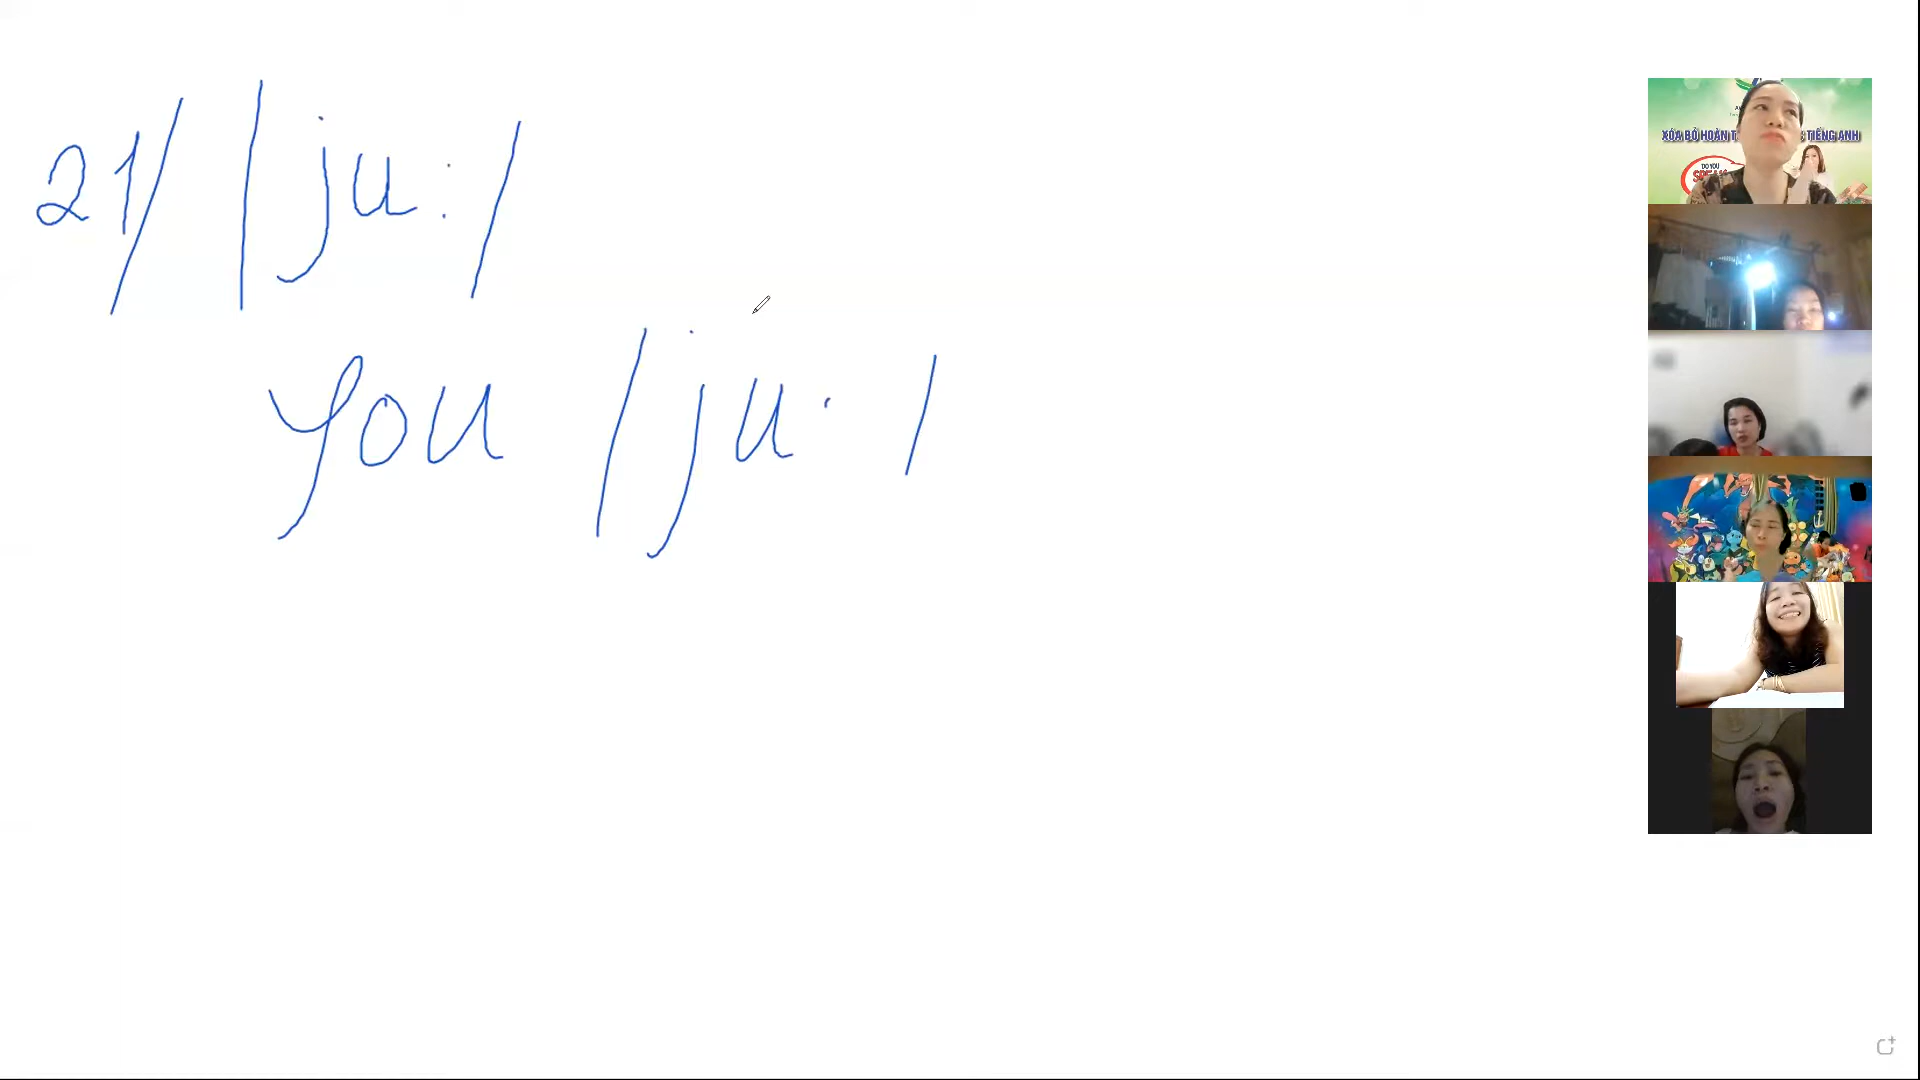 21/ /ju:/
you /ju· /
XÓA BỎ HOÀN T TIẾNG ANH
DO YOU